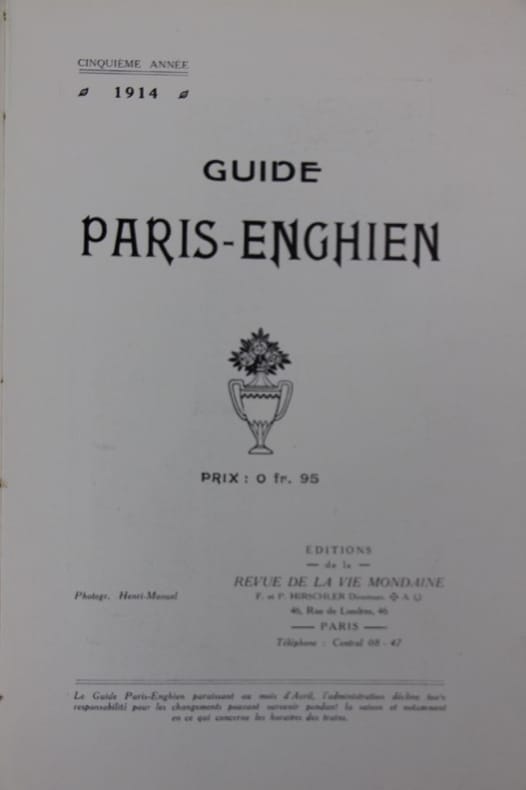 CINQUIÈME ANNÉE
1914
GUIDE
PARIS-ENGHIEN
PRIX : 0 fr. 95
EDITIONS
— de la —
REVUE DE LA VIE MONDAINE
F. et P. HIRSCHLER Directeurs.
Photogr. Henri-Manuel
46, Rue de Londres, 46
— PARIS —
Téléphone : Central 08-47
Le Guide Paris-Enghien paraissant au mois d'Avril, l'administration décline toute
responsabilité pour les changements pouvant survenir pendant la saison et notamment
en ce qui concerne les horaires des trains.